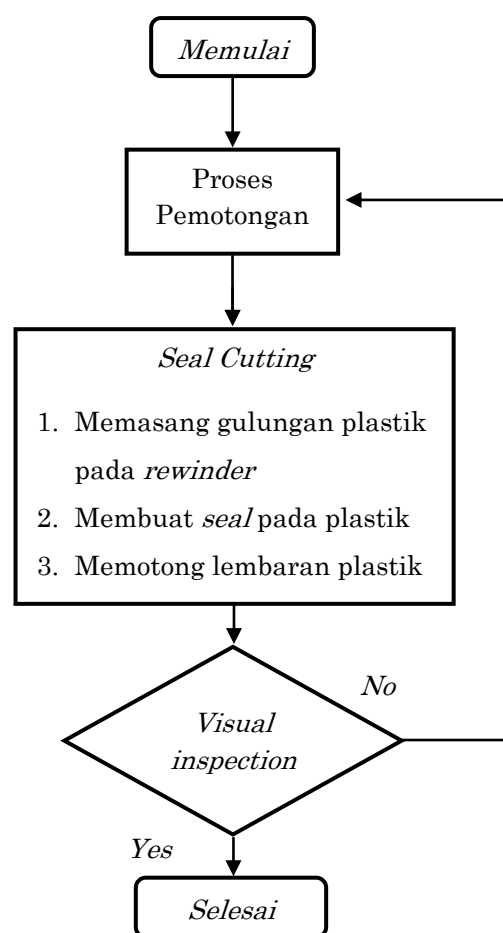 Memulai
Proses
Pemotongan
Seal Cutting
1. Memasang gulungan plastik
pada rewinder
2. Membuat seal pada plastik
3. Memotong lembaran plastik
No
Visual
inspection
Yes
Selesai